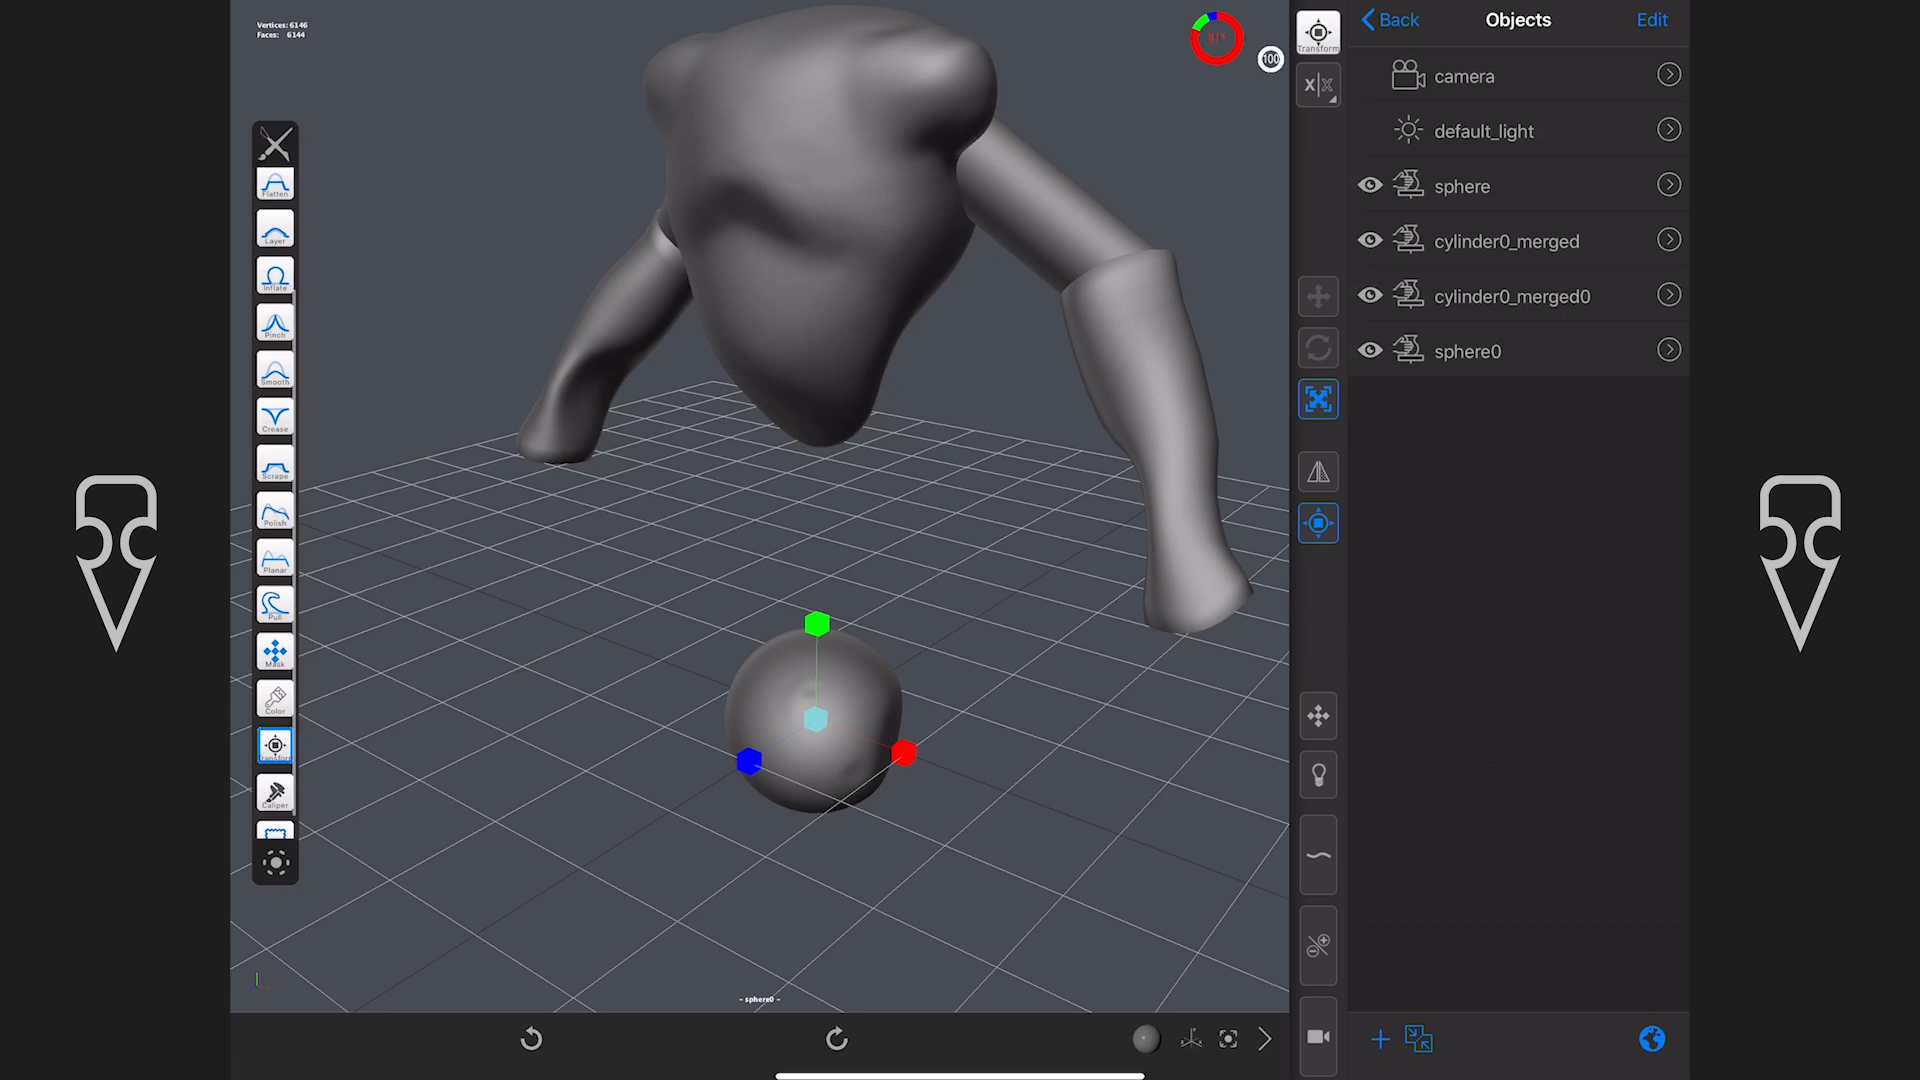 Vertices: 6146
Faces: 6144
100
Transform
X|X
Back
Objects
Edit
camera
default_light
sphere
cylinder0_merged
cylinder0_merged0
sphere0
Flatten
Layer
Inflate
Pinch
Smooth
Crease
Scrape
Polish
Planar
Pull
Mask
Color
Transform
Caliper
- sphere0 -